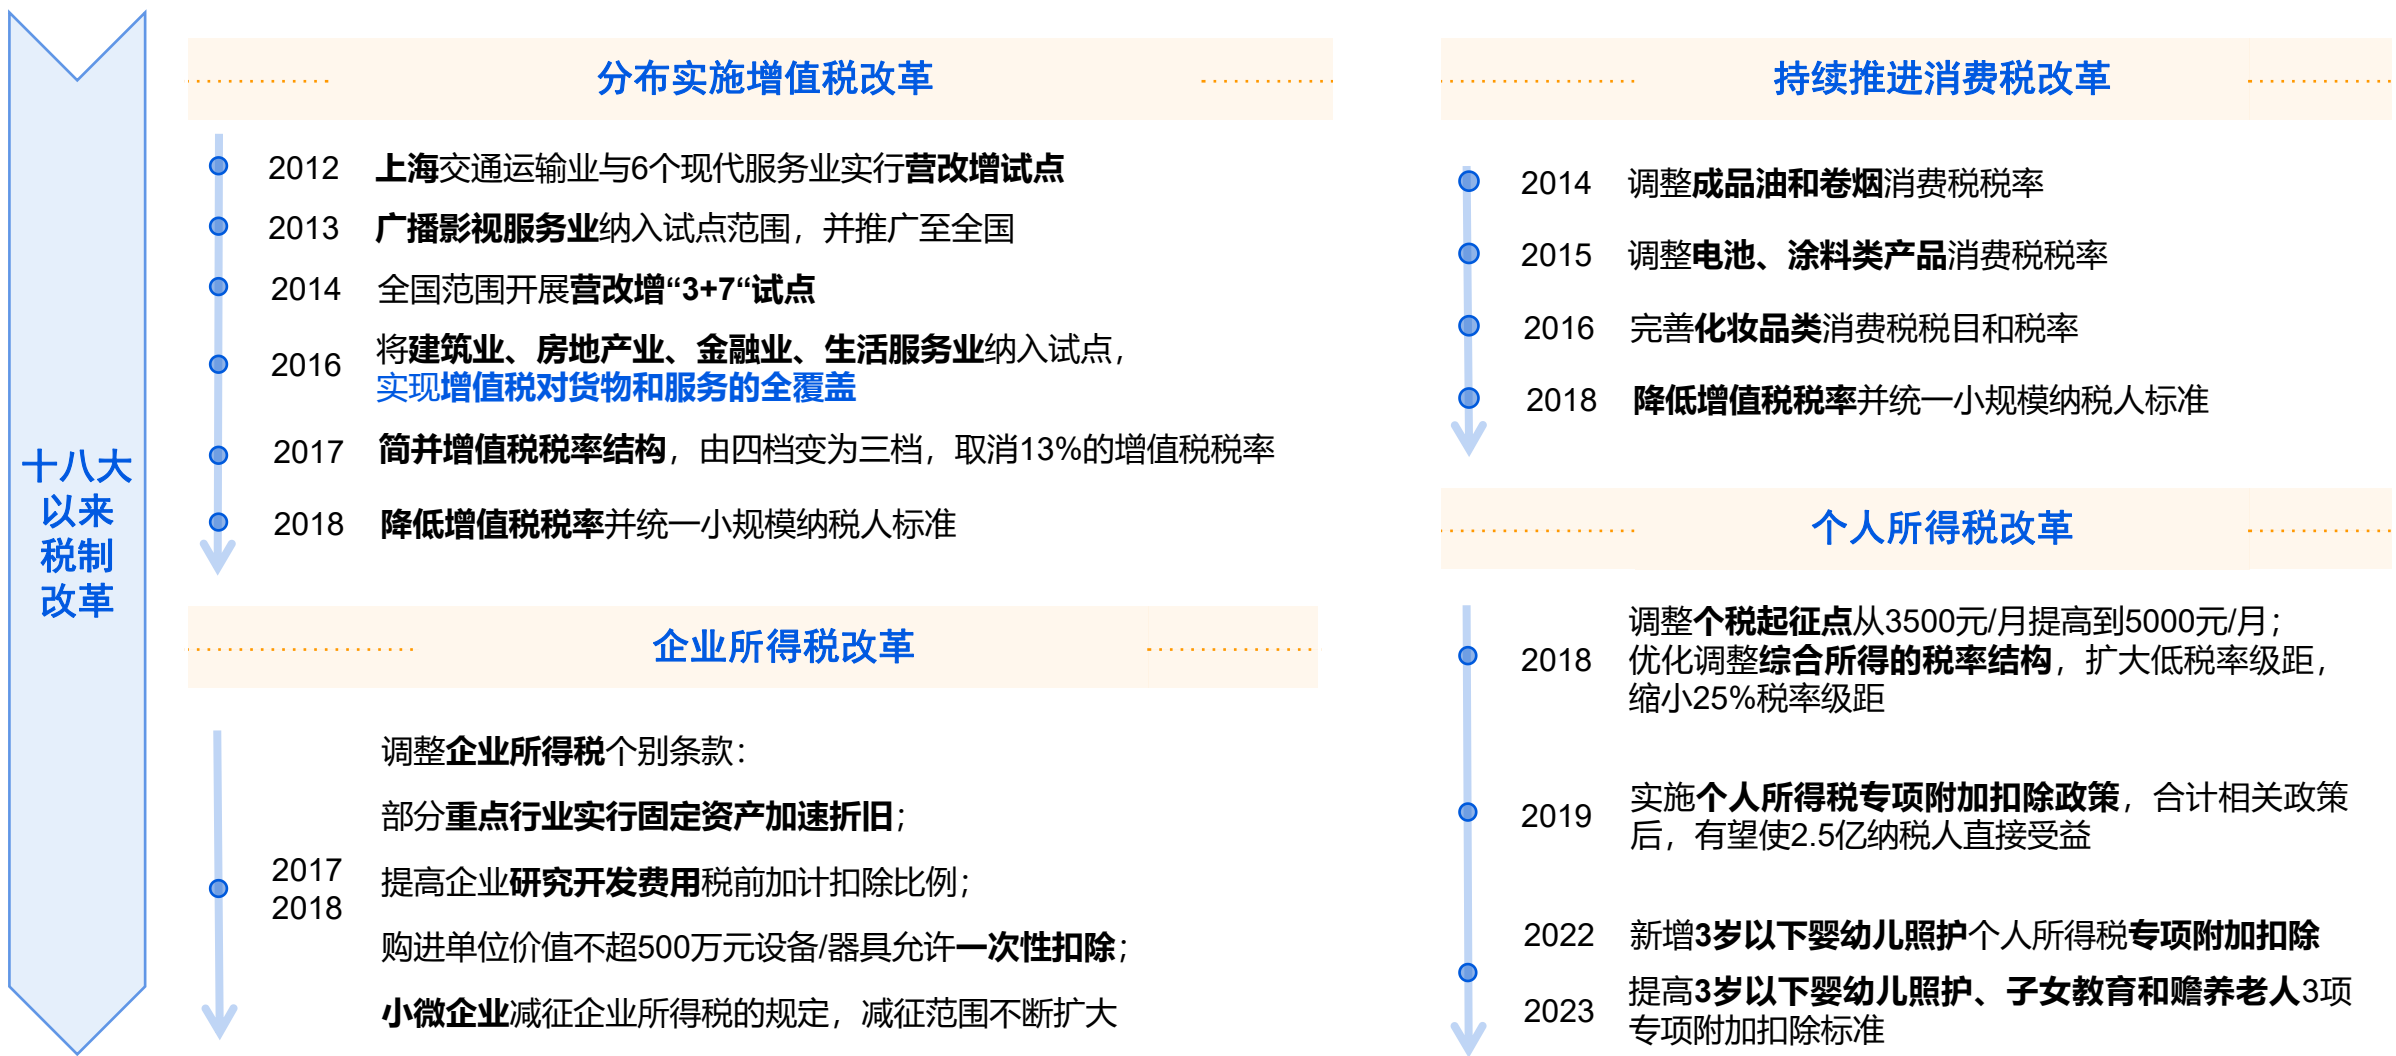 十八大
以来
税制
改革
分布实施增值税改革
2012 上海交通运输业与6个现代服务业实行营改增试点
2013 广播影视服务业纳入试点范围，并推广至全国
2014 全国范围开展营改增“3+7“试点
2016 将建筑业、房地产业、金融业、生活服务业纳入试点，
实现增值税对货物和服务的全覆盖
2017 简并增值税税率结构，由四档变为三档，取消13%的增值税税率
2018 降低增值税税率并统一小规模纳税人标准
企业所得税改革
2017
2018
调整企业所得税个别条款：
部分重点行业实行固定资产加速折旧；
提高企业研究开发费用税前加计扣除比例；
购进单位价值不超500万元设备/器具允许一次性扣除；
小微企业减征企业所得税的规定，减征范围不断扩大
持续推进消费税改革
2014 调整成品油和卷烟消费税税率
2015 调整电池、涂料类产品消费税税率
2016 完善化妆品类消费税税目和税率
2018 降低增值税税率并统一小规模纳税人标准
个人所得税改革
2018
调整个税起征点从3500元/月提高到5000元/月；
优化调整综合所得的税率结构，扩大低税率级距，
缩小25%税率级距
2019
实施个人所得税专项附加扣除政策，合计相关政策
后，有望使2.5亿纳税人直接受益
2022 新增3岁以下婴幼儿照护个人所得税专项附加扣除
2023
提高3岁以下婴幼儿照护、子女教育和赡养老人3项
专项附加扣除标准